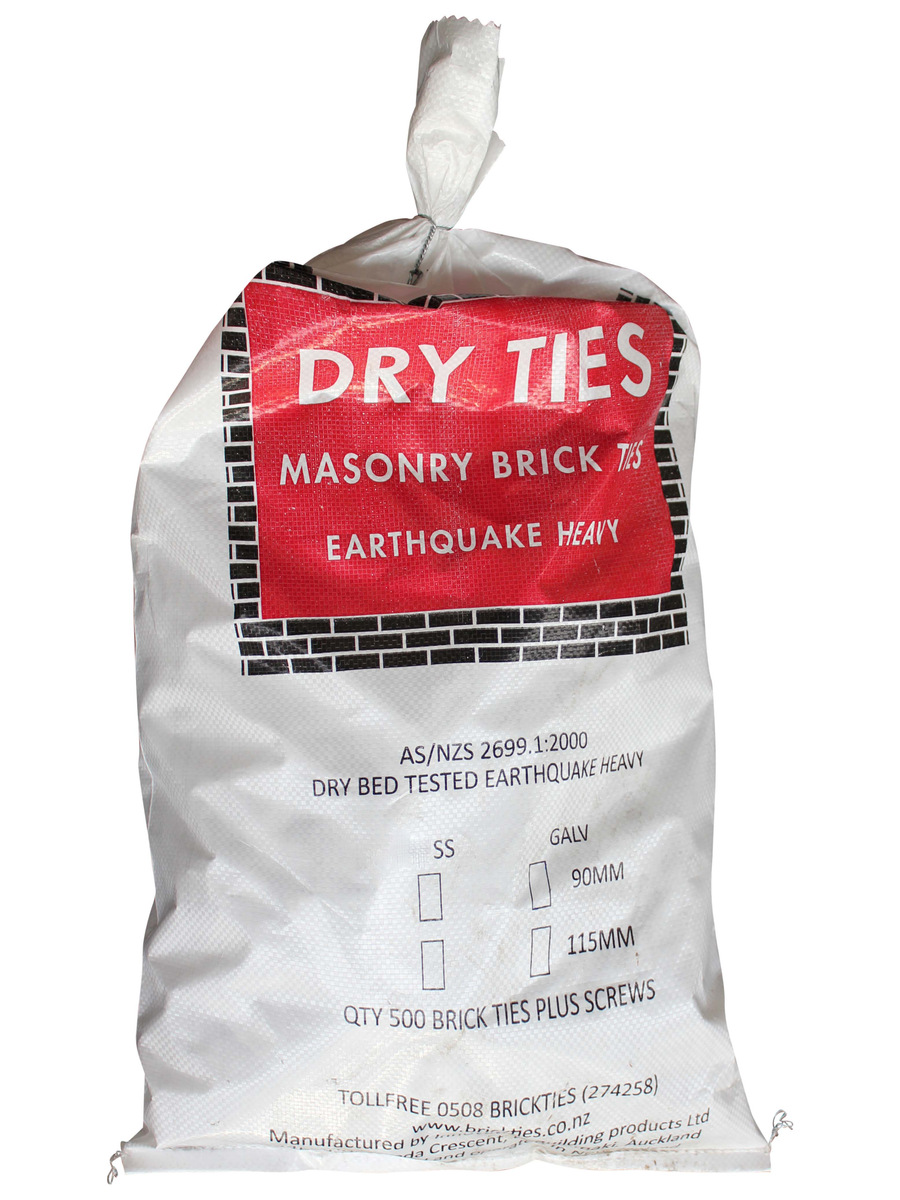 DRY TIES
MASONRY BRICK TIES
EARTHQUAKE HEAVY
AS/NZS 2699.1:2000
DRY BED TESTED EARTHQUAKE HEAVY
SS GALV
90MM
115MM
QTY 500 BRICK TIES PLUS SCREWS
TOLLFREE 0508 BRICKTIES (274258)
Manufactured by building products Ltd
Crescent, Auckland